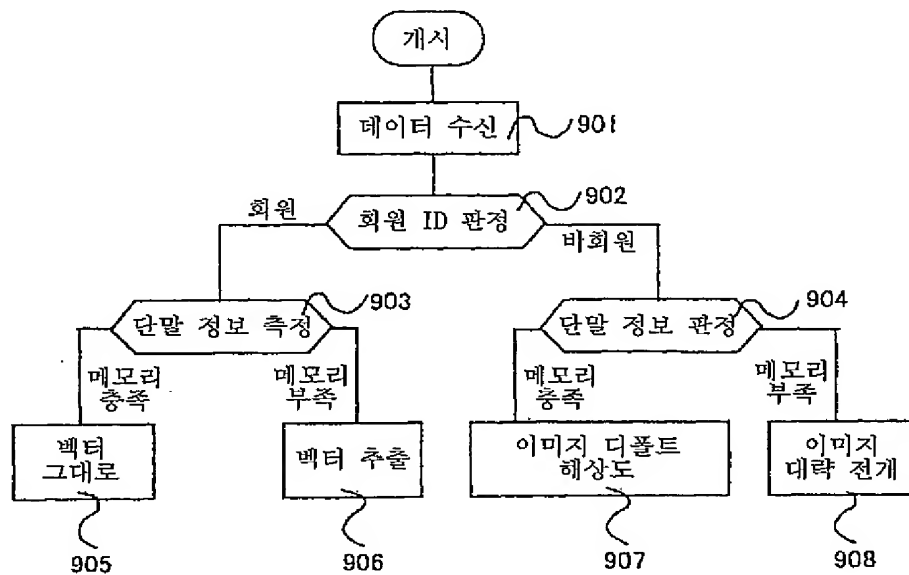 개시
데이터 수신
901
회원 ID 판정
902
회원
바회원
단말 정보 측정
903
단말 정보 판정
904
메모리
충족
메모리
부족
메모리
충족
메모리
부족
벡터
그대로
벡터 추출
이미지 디폴트
해상도
이미지
대략 전개
905
906
907
908